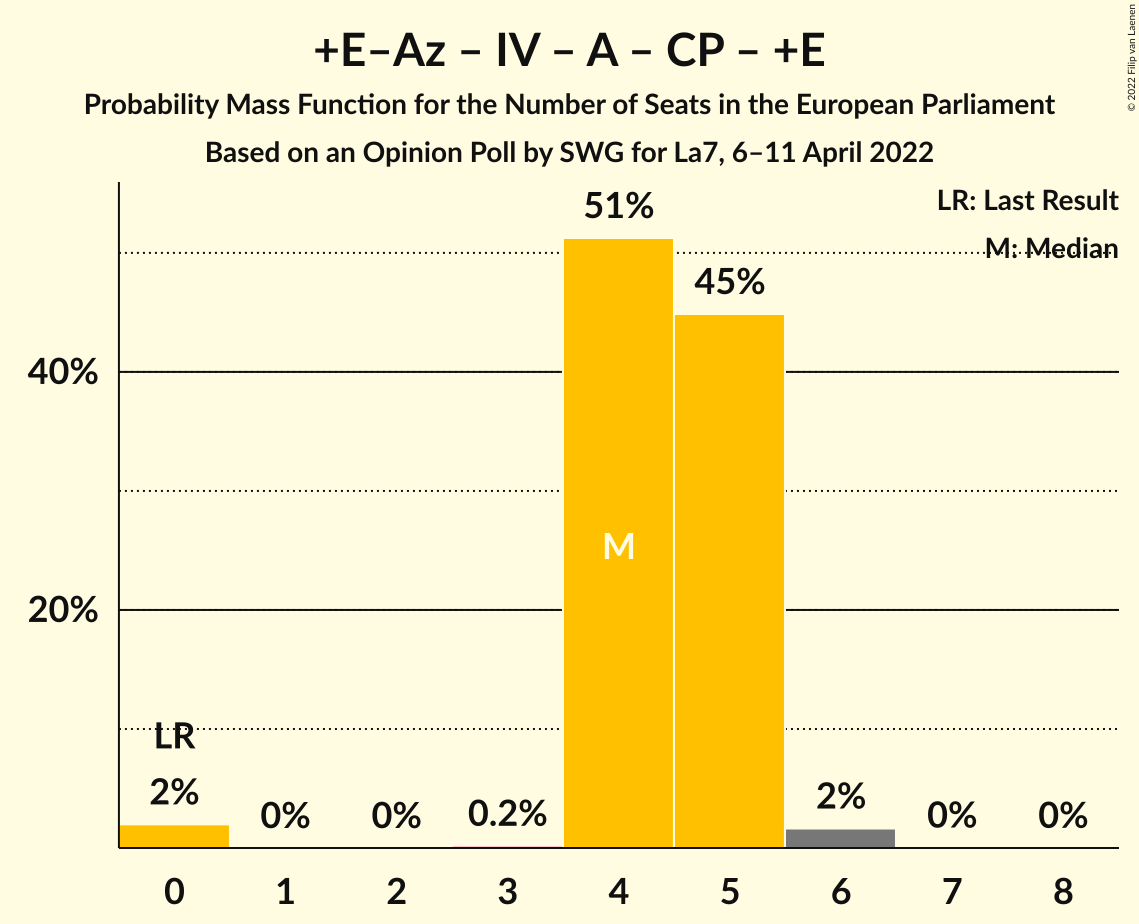 +E–Az – IV – A – CP – +E
Probability Mass Function for the Number of Seats in the European Parliament
Based on an Opinion Poll by SWG for La7, 6–11 April 2022
© 2022 Filip van Laenen
LR: Last Result
M: Median
51%
45%
40%
M
20%
LR
2%
0%
0%
0.2%
2%
0%
0%
0
1
2
3
4
5
6
7
8